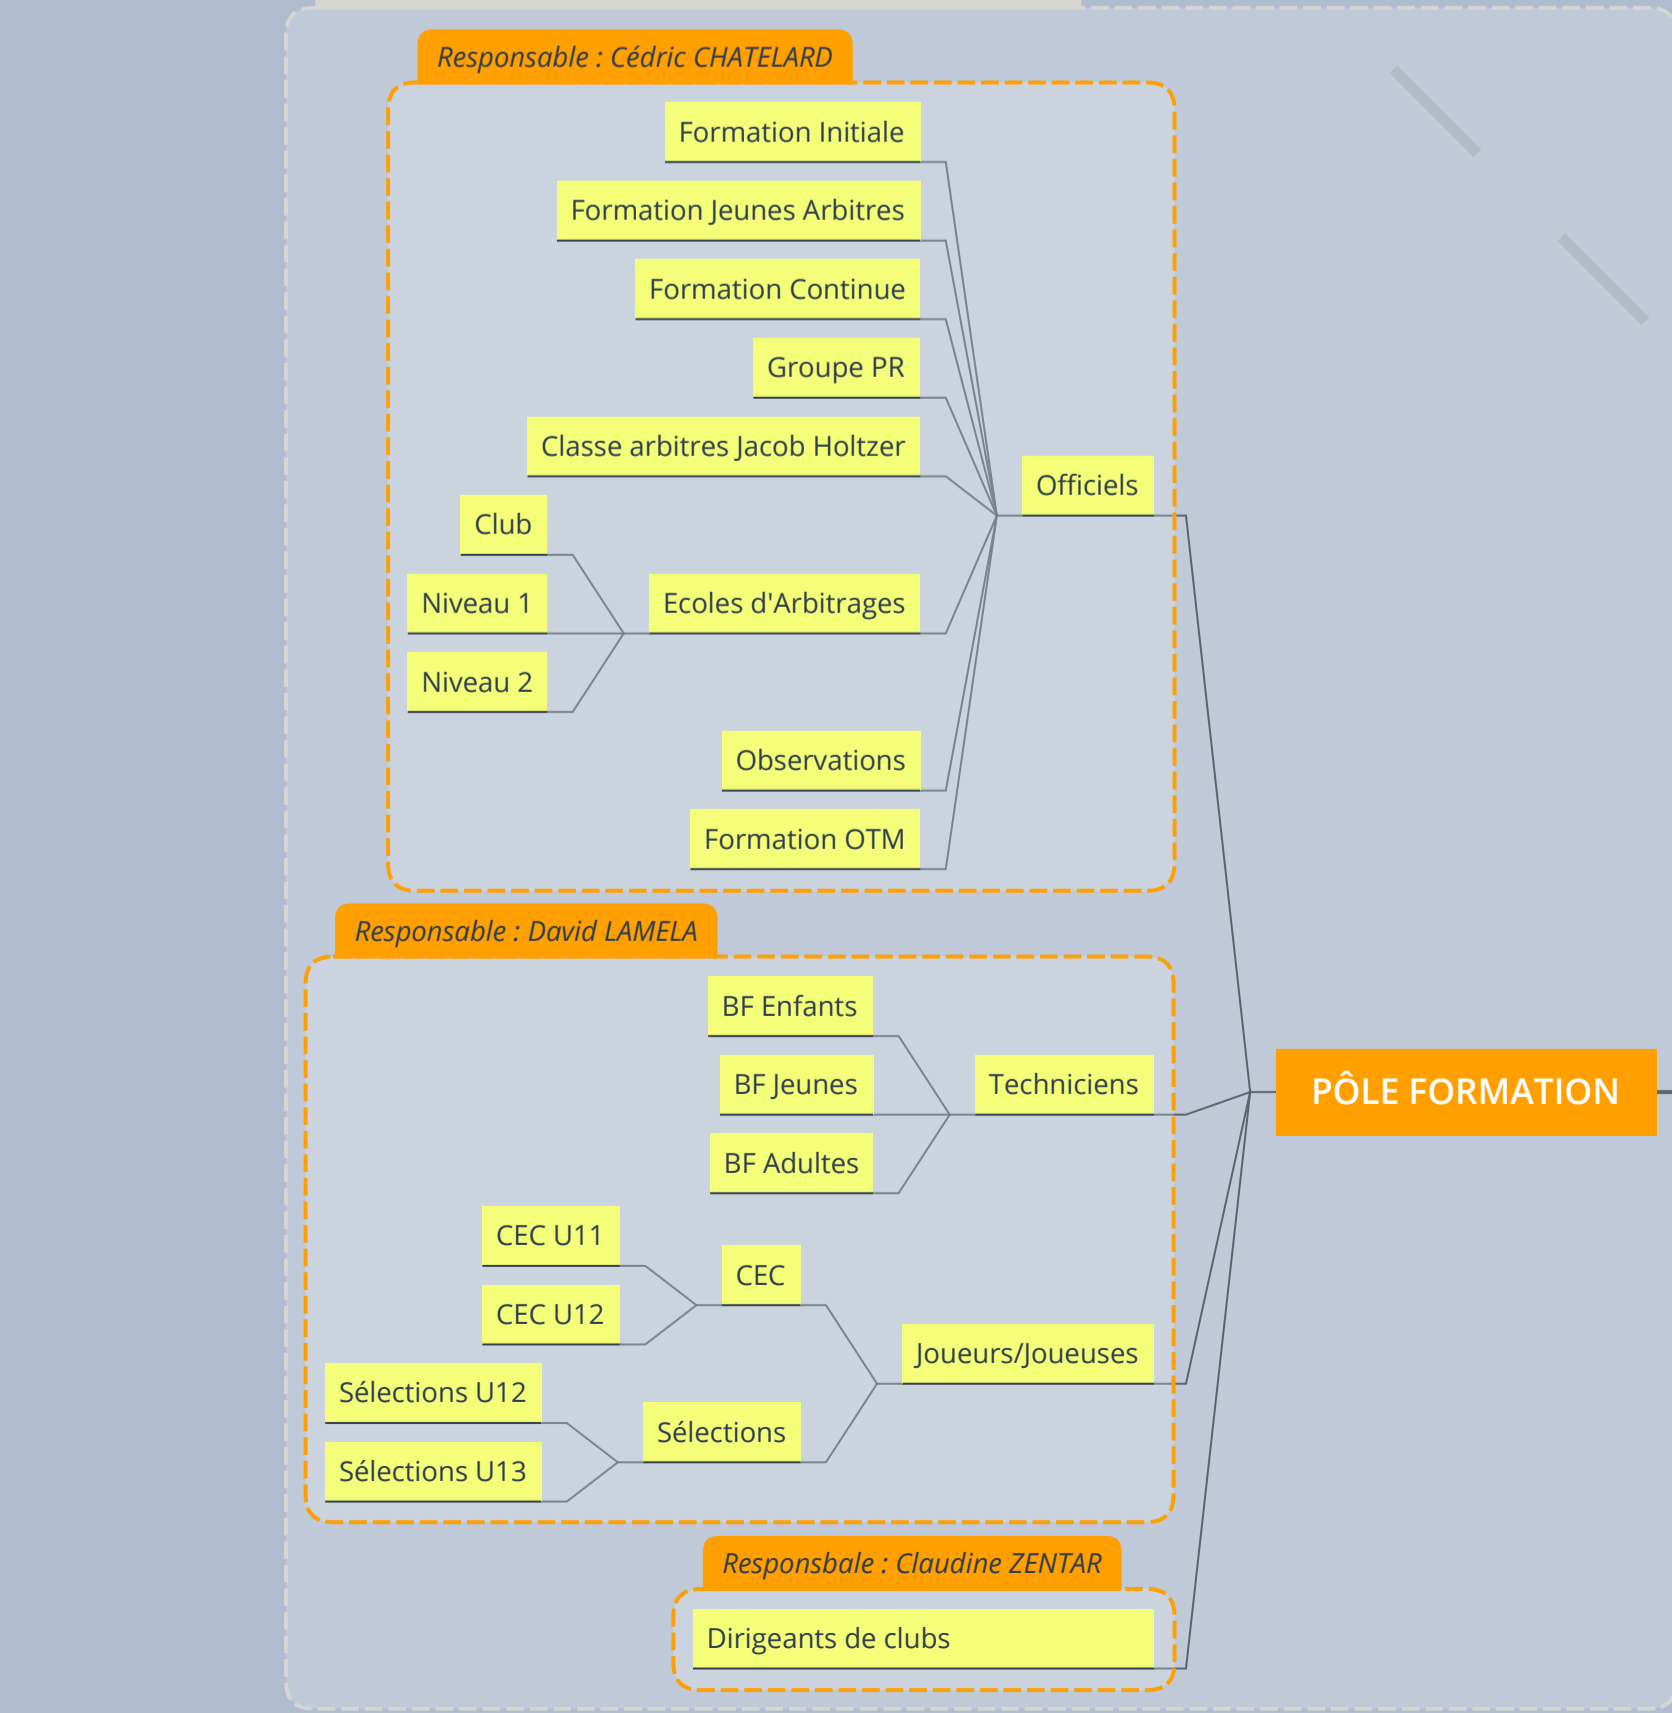 Responsable : Cédric CHATELARD
Formation Initiale
Formation Jeunes Arbitres
Formation Continue
Groupe PR
Classe arbitres Jacob Holtzer
Officiels
Club
Niveau 1
Ecoles d'Arbitrages
Niveau 2
Observations
Formation OTM
Responsable : David LAMELA
BF Enfants
BF Jeunes
Techniciens
PÔLE FORMATION
BF Adultes
CEC U11
CEC
CEC U12
Joueurs/Joueuses
Sélections U12
Sélections
Sélections U13
Responsbale : Claudine ZENTAR
Dirigeants de clubs